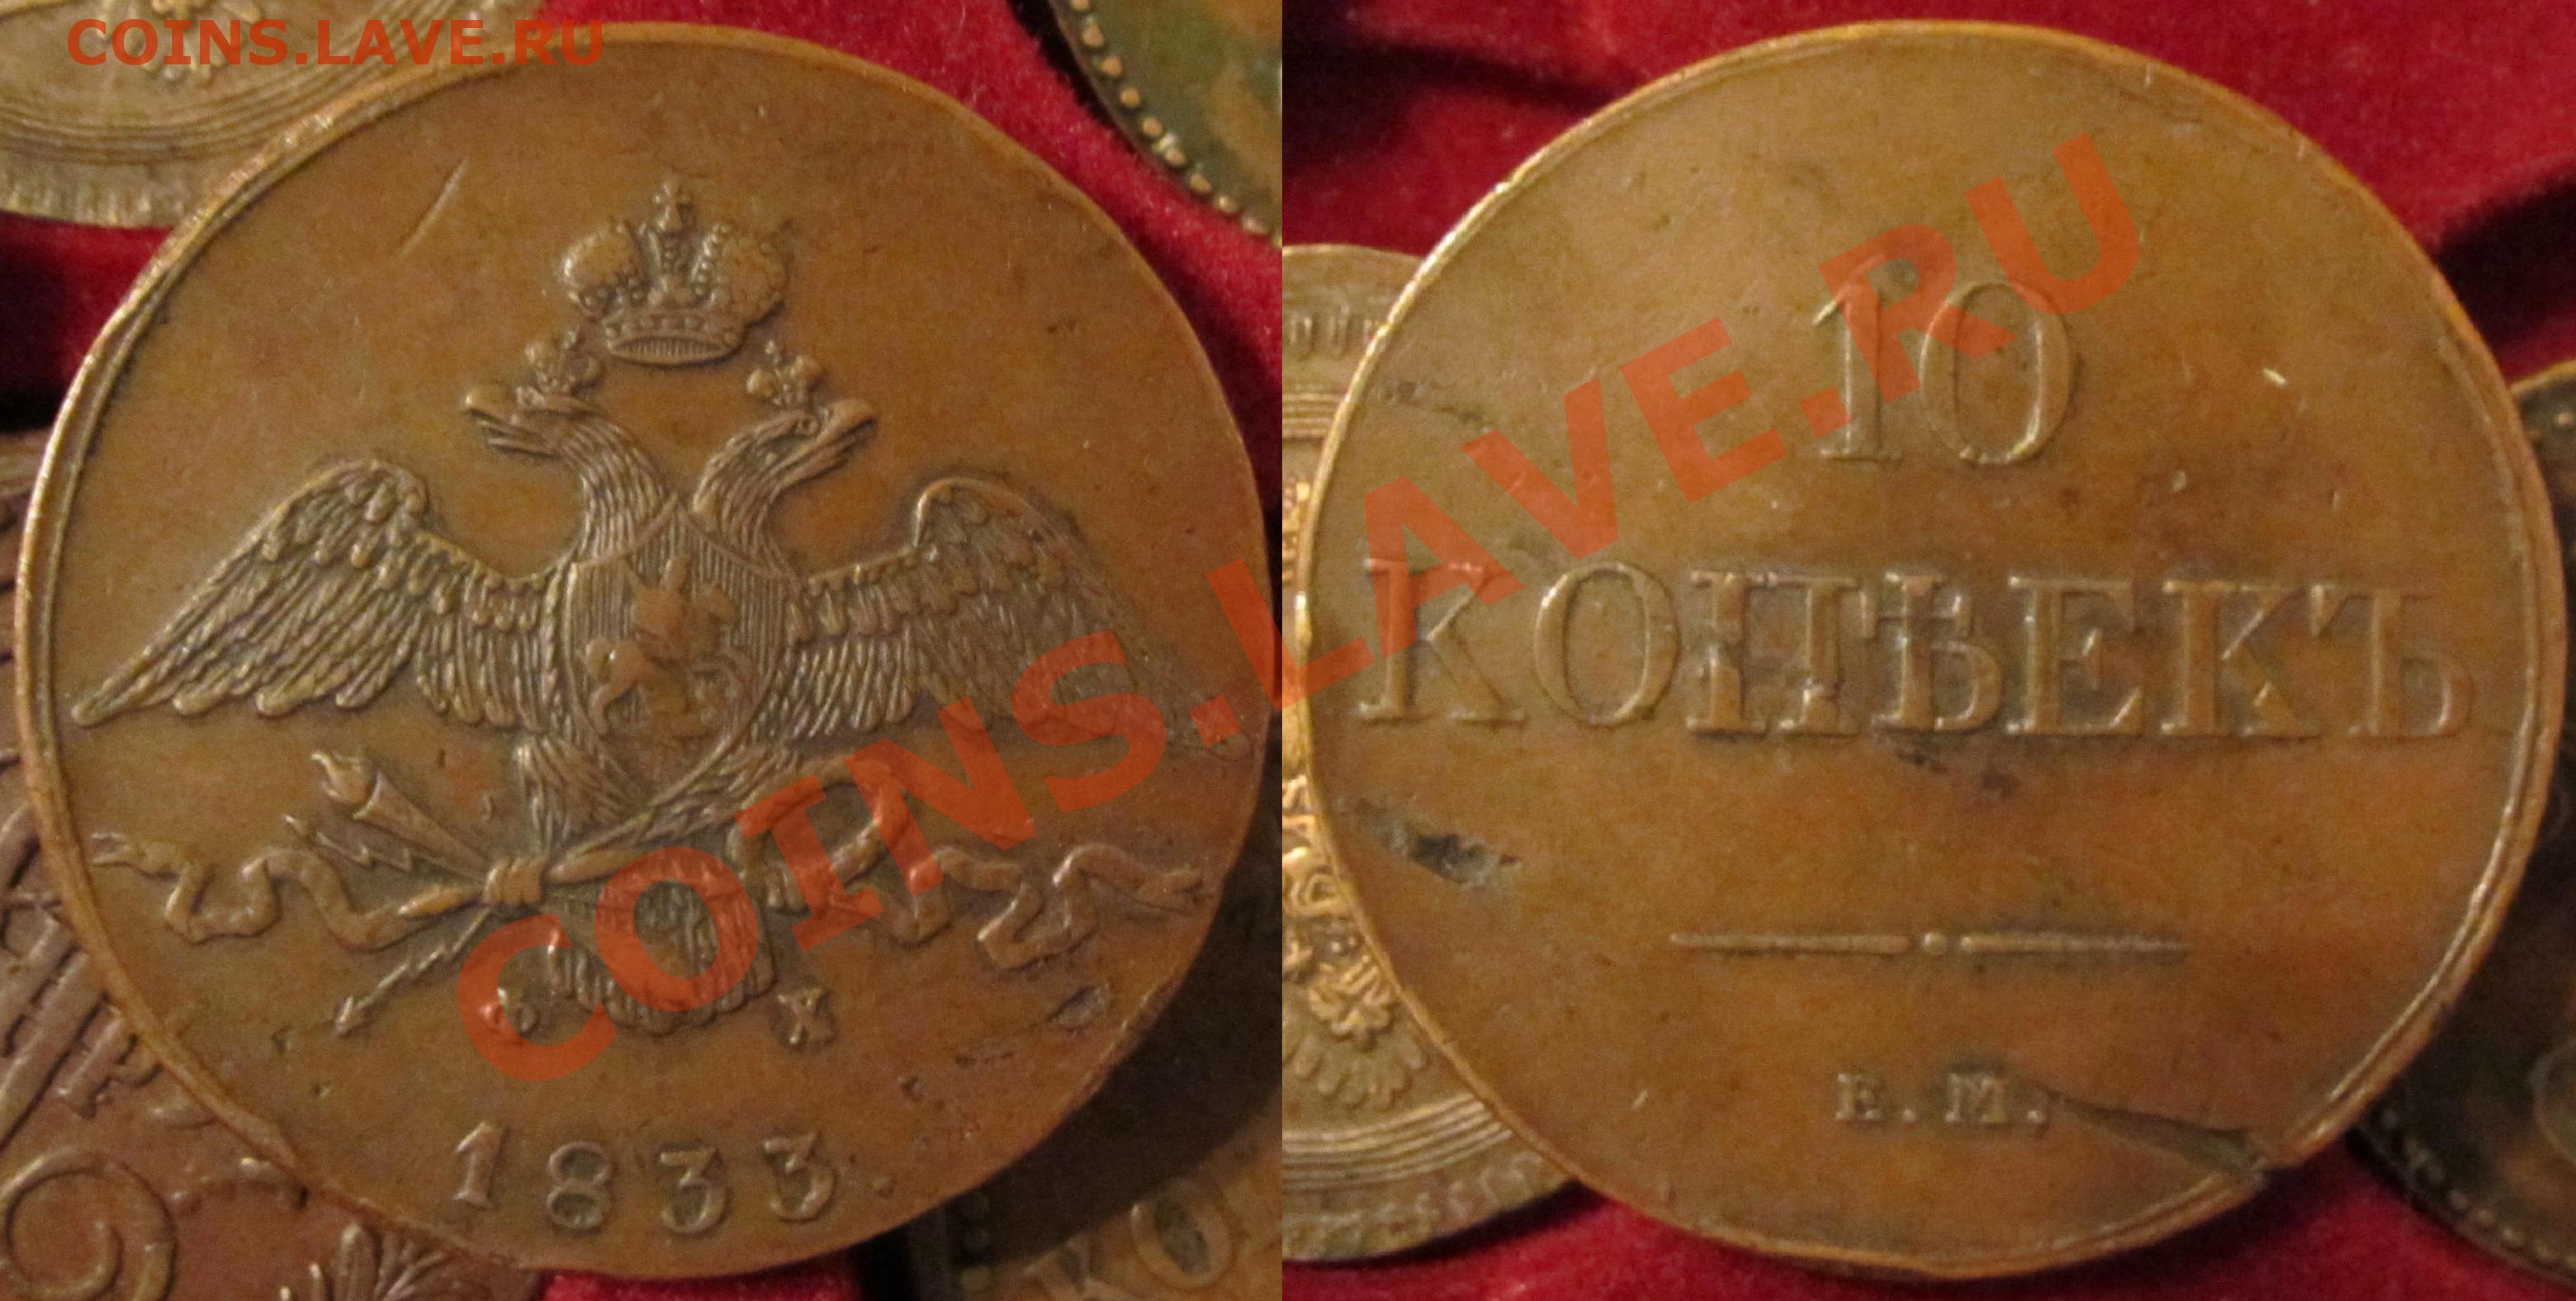 COINS.LAVE.RU
Ф Х
1833
10
КОПѢЕКЪ
Е.М.
COINS.LAVE.RU